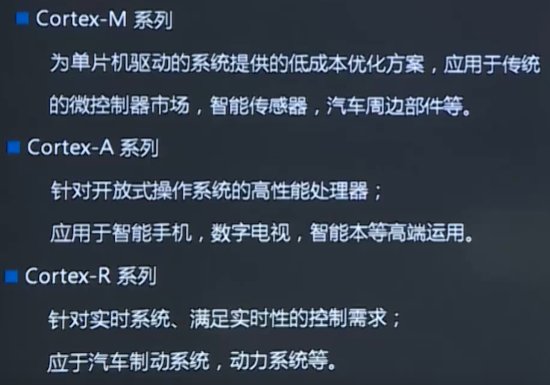 Cortex-M 系列
为单片机驱动的系统提供的低成本优化方案，应用于传统
的微控制器市场，智能传感器，汽车周边部件等。
Cortex-A 系列
针对开放式操作系统的高性能处理器；
应用于智能手机，数字电视，智能本等高端运用。
Cortex-R 系列
针对实时系统、满足实时性的控制需求；
应于汽车制动系统，动力系统等。